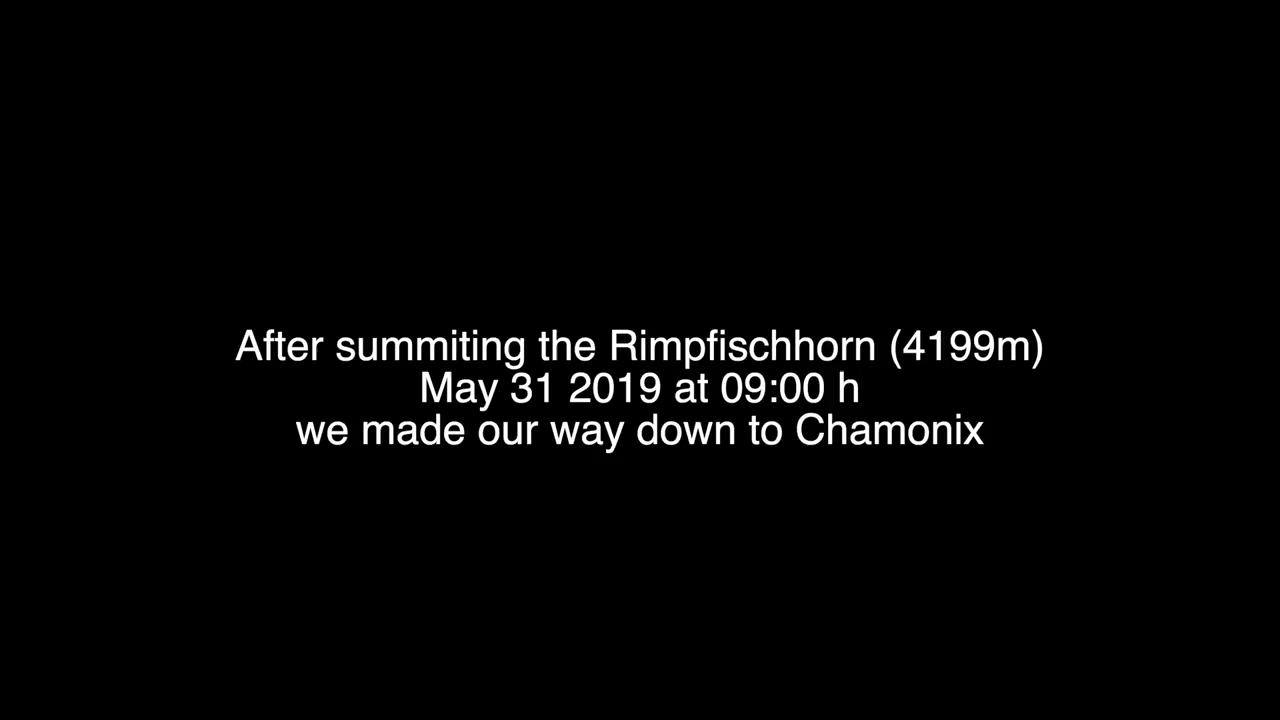 After summiting the Rimpfischhorn (4199m)
May 31 2019 at 09:00 h
we made our way down to Chamonix